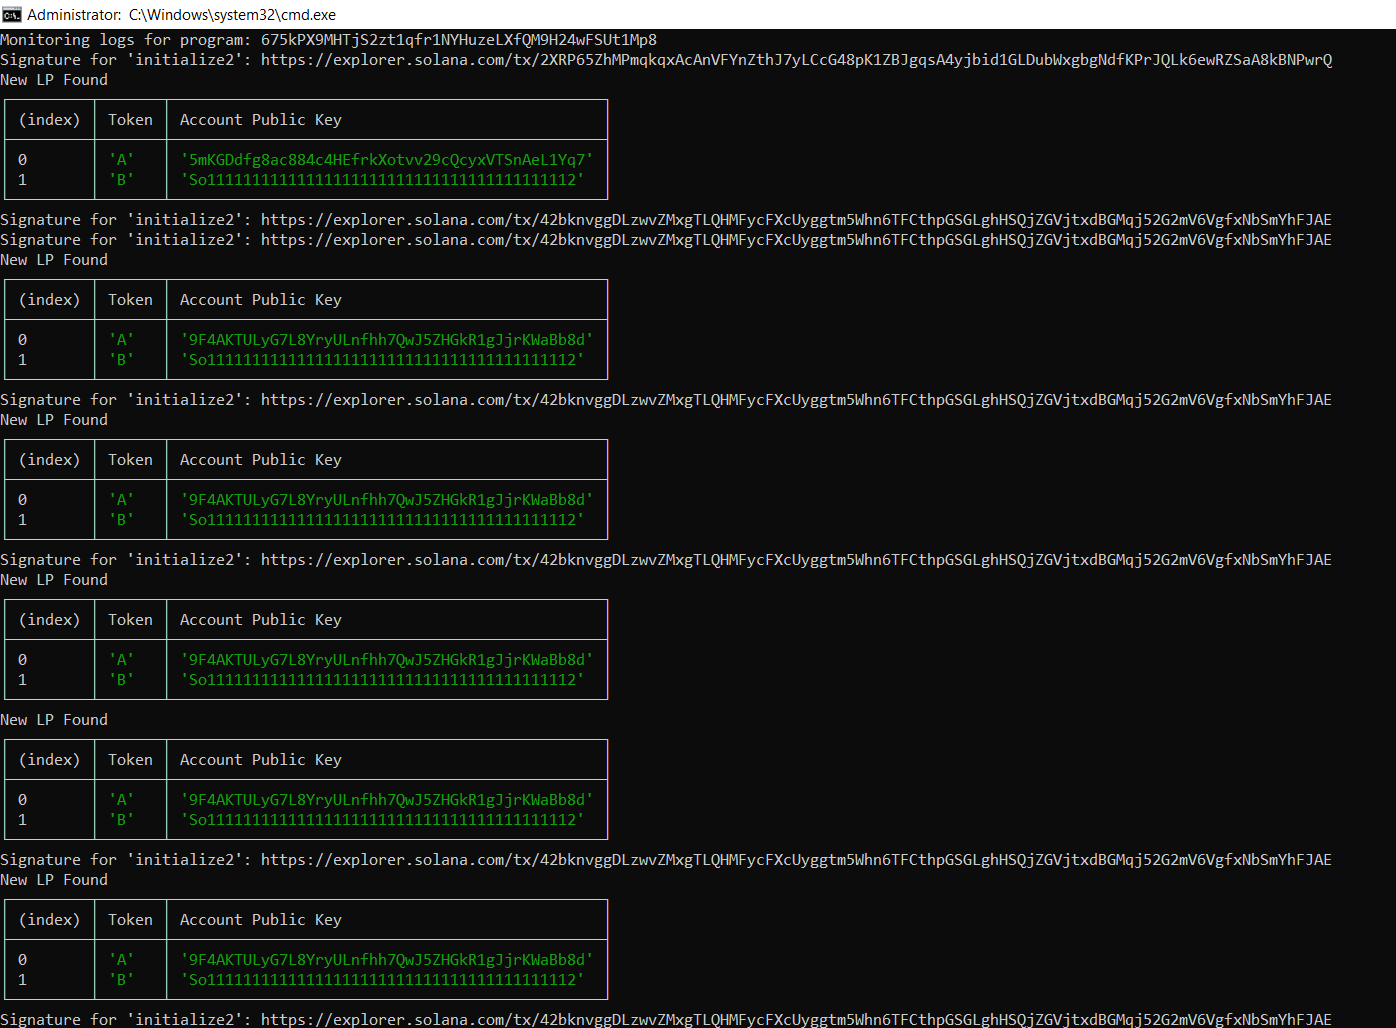 Administrator: C:\Windows\system32\cmd.exe
Monitoring logs for program: 675kPX9MHTjS2zt1qfr1NYHuzeLXfQM9H24wFSUt1Mp8
Signature for 'initialize2': https://explorer.solana.com/tx/2XRP65ZhMPmqkqxAcAnVFYnZthJ7yLCcG48pK1ZBJgqsA4yjbid1GLDubWxgbgNdfKPrJQLk6ewRZSaA8kBNPwrQ
New LP Found
(index) Token Account Public Key
0 'A' '5mKGDdfg8ac884c4HEfrkXotvv29cQcyxVTSnAeL1Yq7'
1 'B' 'So11111111111111111111111111111111111111112'
Signature for 'initialize2': https://explorer.solana.com/tx/42bknvggDLzwvZMxgTLQHMFycFXcUyggtm5Whn6TFCthpGSGLghHSQjZGVjtxdBGMqj52G2mV6VgfxNbSmYhFJAE
Signature for 'initialize2': https://explorer.solana.com/tx/42bknvggDLzwvZMxgTLQHMFycFXcUyggtm5Whn6TFCthpGSGLghHSQjZGVjtxdBGMqj52G2mV6VgfxNbSmYhFJAE
New LP Found
(index) Token Account Public Key
0 'A' '9F4AKTULyG7L8YryULnfhh7QwJ5ZHGkR1gJjrKWaBb8d'
1 'B' 'So11111111111111111111111111111111111111112'
Signature for 'initialize2': https://explorer.solana.com/tx/42bknvggDLzwvZMxgTLQHMFycFXcUyggtm5Whn6TFCthpGSGLghHSQjZGVjtxdBGMqj52G2mV6VgfxNbSmYhFJAE
New LP Found
(index) Token Account Public Key
0 'A' '9F4AKTULyG7L8YryULnfhh7QwJ5ZHGkR1gJjrKWaBb8d'
1 'B' 'So11111111111111111111111111111111111111112'
Signature for 'initialize2': https://explorer.solana.com/tx/42bknvggDLzwvZMxgTLQHMFycFXcUyggtm5Whn6TFCthpGSGLghHSQjZGVjtxdBGMqj52G2mV6VgfxNbSmYhFJAE
New LP Found
(index) Token Account Public Key
0 'A' '9F4AKTULyG7L8YryULnfhh7QwJ5ZHGkR1gJjrKWaBb8d'
1 'B' 'So11111111111111111111111111111111111111112'
New LP Found
(index) Token Account Public Key
0 'A' '9F4AKTULyG7L8YryULnfhh7QwJ5ZHGkR1gJjrKWaBb8d'
1 'B' 'So11111111111111111111111111111111111111112'
Signature for 'initialize2': https://explorer.solana.com/tx/42bknvggDLzwvZMxgTLQHMFycFXcUyggtm5Whn6TFCthpGSGLghHSQjZGVjtxdBGMqj52G2mV6VgfxNbSmYhFJAE
New LP Found
(index) Token Account Public Key
0 'A' '9F4AKTULyG7L8YryULnfhh7QwJ5ZHGkR1gJjrKWaBb8d'
1 'B' 'So11111111111111111111111111111111111111112'
Signature for 'initialize2': https://explorer.solana.com/tx/42bknvggDLzwvZMxgTLQHMFycFXcUyggtm5Whn6TFCthpGSGLghHSQjZGVjtxdBGMqj52G2mV6VgfxNbSmYhFJAE